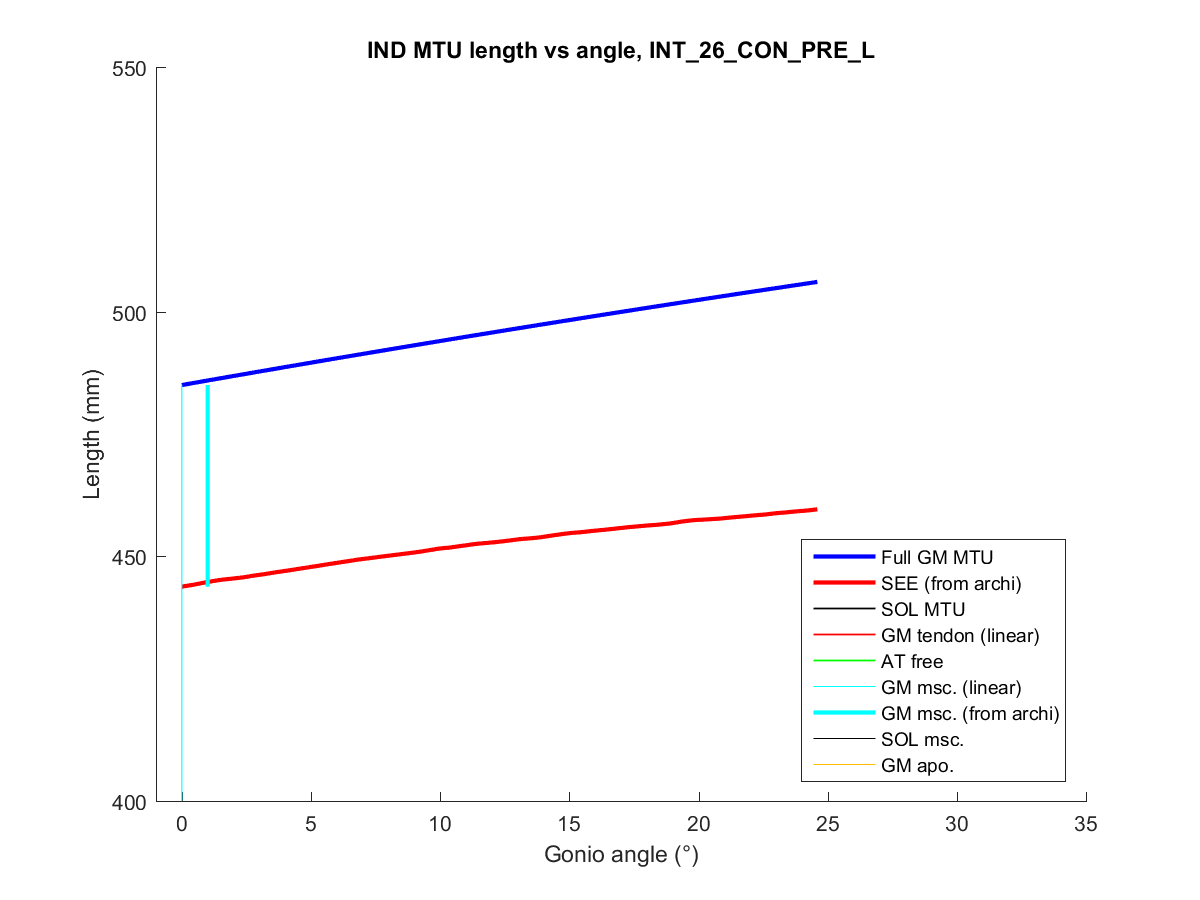 IND MTU length vs angle, INT_26_CON_PRE_L
550
500
450
400
Length (mm)
0 5 10 15 20 25 30 35
Gonio angle (°)
Full GM MTU
SEE (from archi)
SOL MTU
GM tendon (linear)
AT free
GM msc. (linear)
GM msc. (from archi)
SOL msc.
GM apo.